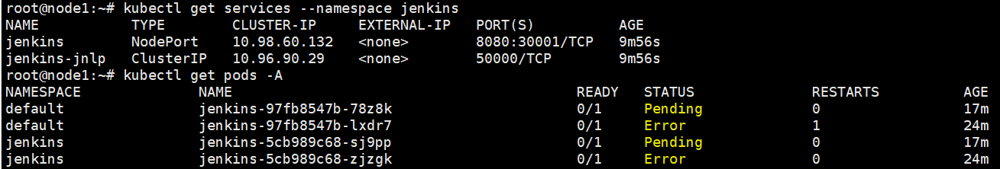 root@node1:~# kubectl get services --namespace jenkins
NAME TYPE CLUSTER-IP EXTERNAL-IP PORT(S) AGE
jenkins NodePort 10.98.60.132 <none> 8080:30001/TCP 9m56s
jenkins-jnlp ClusterIP 10.96.90.29 <none> 50000/TCP 9m56s
root@node1:~# kubectl get pods -A
NAMESPACE NAME READY STATUS RESTARTS AGE
default jenkins-97fb8547b-78z8k 0/1 Pending 0 17m
default jenkins-97fb8547b-lxdr7 0/1 Error 1 24m
jenkins jenkins-5cb989c68-sj9pp 0/1 Pending 0 17m
jenkins jenkins-5cb989c68-zjzgk 0/1 Error 0 24m